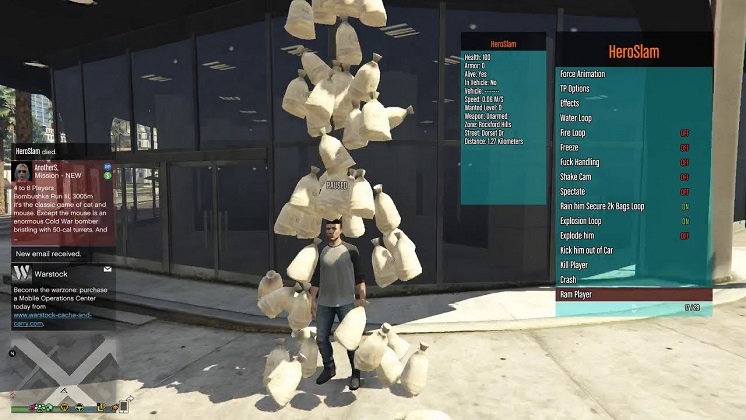 HeroSlam died.
AnotherS.
Mission - NEW
4 to 8 Players
Bombushka Run III, 3005m
It's the classic game of cat and
mouse. Except the mouse is an
enormous Cold War bomber
bristling with 50-cal turrets. And
New email received.
Warstock
Become the warzone: purchase
a Mobile Operations Center
today from
www.warstock-cache-and-
carry.com.
N
PAUSED
HeroSlam
Health: 100
Armor: 0
Alive: Yes
In Vehicle: No
Vehicle: --------
Speed: 0.06 M/S
Wanted Level: 0
Weapon: Unarmed
Zone: Rockford Hills
Street: Dorset Dr
Distance: 1.27 Kilometers
HeroSlam
Force Animation
TP Options
Effects
Water Loop
Fire Loop OFF
Freeze OFF
Fuck Handling OFF
Shake Cam OFF
Spectate OFF
Rain him Secure 2k Bags Loop ON
Explosion Loop ON
Explode him OFF
Kick him out of Car
Kill Player
Crash
Ram Player